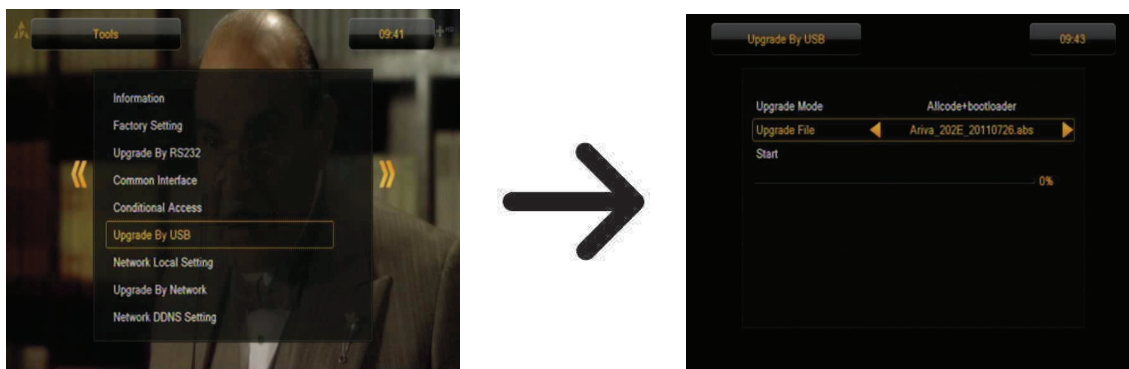 Tools
09:41
Information
Factory Setting
Upgrade By RS232
Common Interface
Conditional Access
Upgrade By USB
Network Local Setting
Upgrade By Network
Network DDNS Setting
Upgrade By USB
09:43
Upgrade Mode Allcode+bootloader
Upgrade File Ariva_202E_20110726.abs
Start
0%